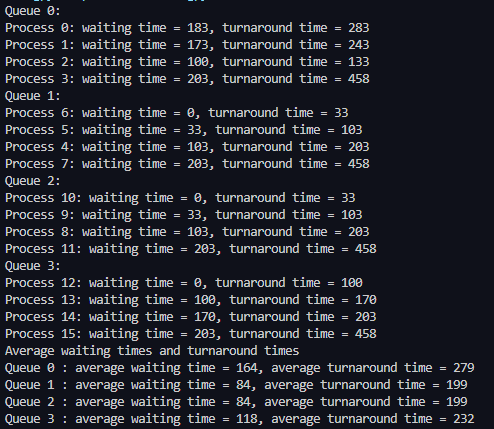 Queue 0:
Process 0: waiting time = 183, turnaround time = 283
Process 1: waiting time = 173, turnaround time = 243
Process 2: waiting time = 100, turnaround time = 133
Process 3: waiting time = 203, turnaround time = 458
Queue 1:
Process 6: waiting time = 0, turnaround time = 33
Process 5: waiting time = 33, turnaround time = 103
Process 4: waiting time = 103, turnaround time = 203
Process 7: waiting time = 203, turnaround time = 458
Queue 2:
Process 10: waiting time = 0, turnaround time = 33
Process 9: waiting time = 33, turnaround time = 103
Process 8: waiting time = 103, turnaround time = 203
Process 11: waiting time = 203, turnaround time = 458
Queue 3:
Process 12: waiting time = 0, turnaround time = 100
Process 13: waiting time = 100, turnaround time = 170
Process 14: waiting time = 170, turnaround time = 203
Process 15: waiting time = 203, turnaround time = 458
Average waiting times and turnaround times
Queue 0 : average waiting time = 164, average turnaround time = 279
Queue 1 : average waiting time = 84, average turnaround time = 199
Queue 2 : average waiting time = 84, average turnaround time = 199
Queue 3 : average waiting time = 118, average turnaround time = 232